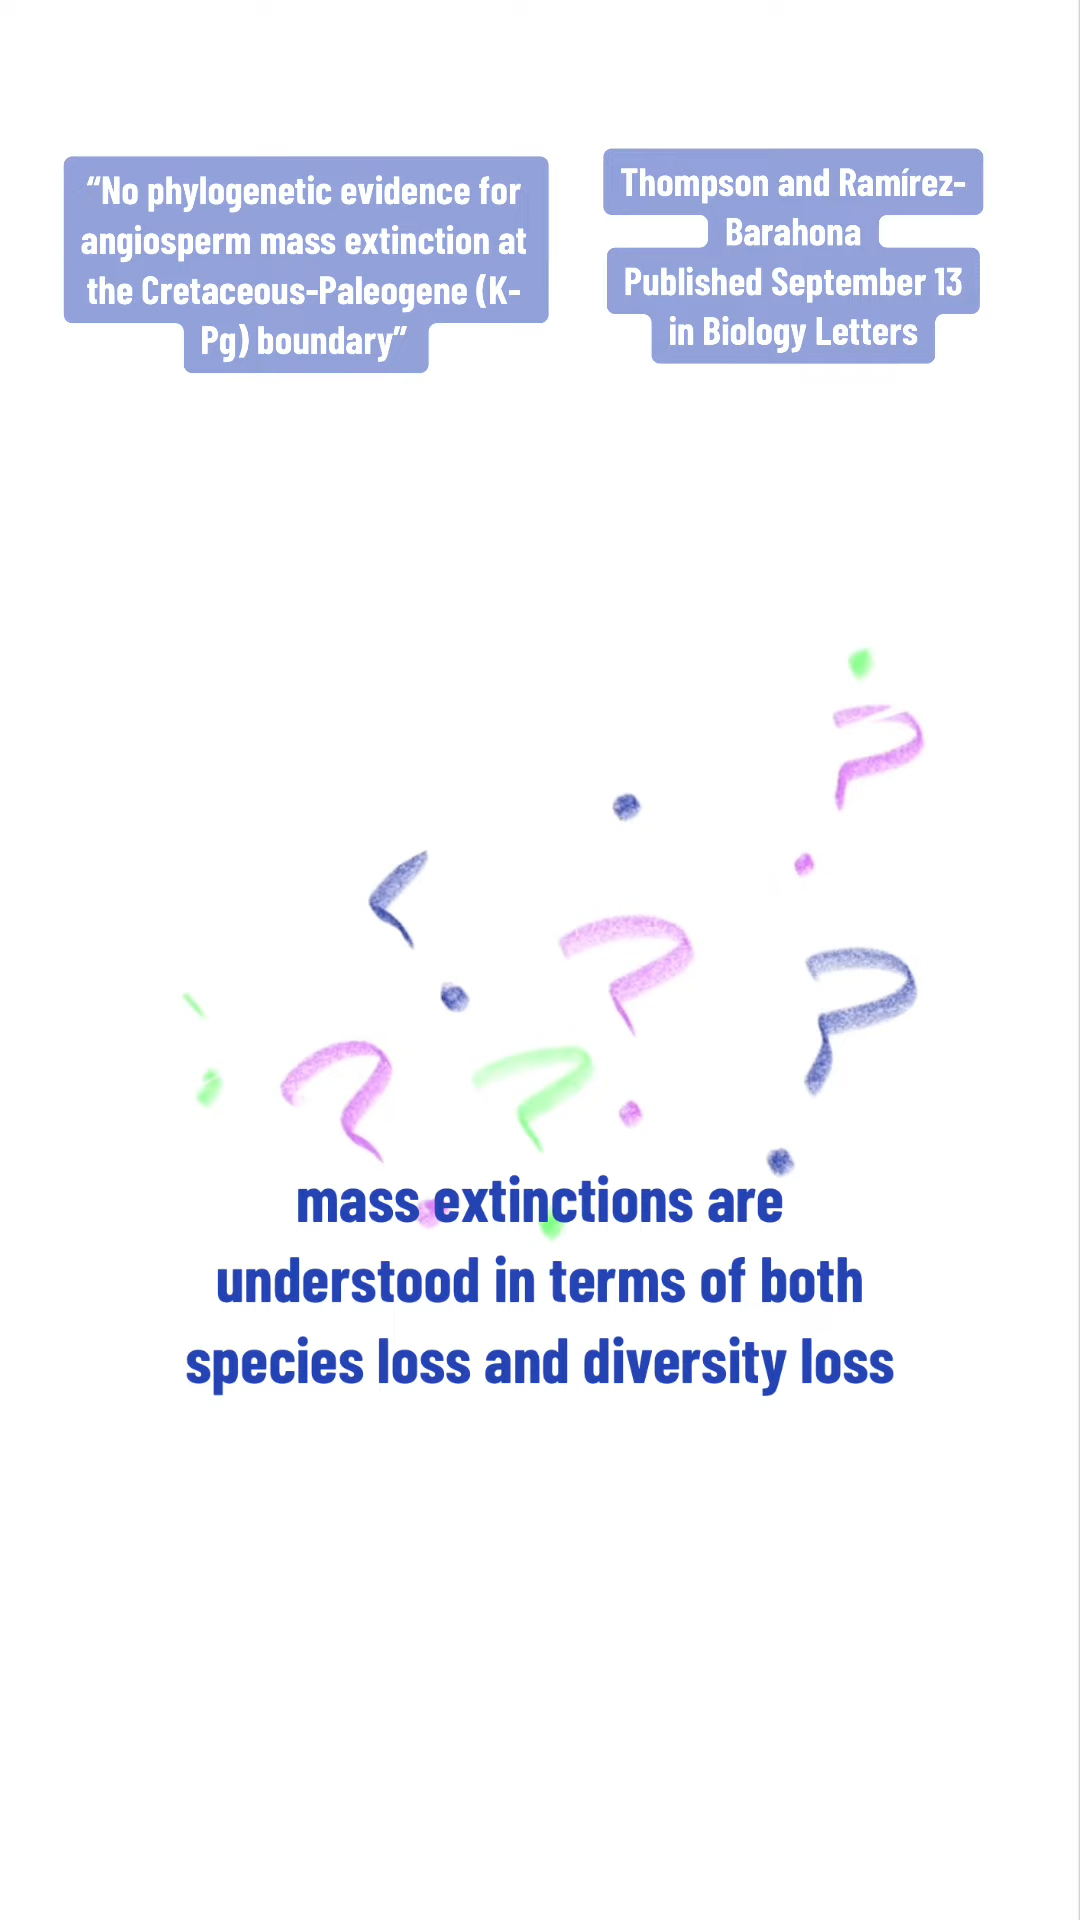 “No phylogenetic evidence for
angiosperm mass extinction at
the Cretaceous-Paleogene (K-
Pg) boundary”
Thompson and Ramírez-
Barahona
Published September 13
in Biology Letters
? ? ? ? ?
mass extinctions are
understood in terms of both
species loss and diversity loss